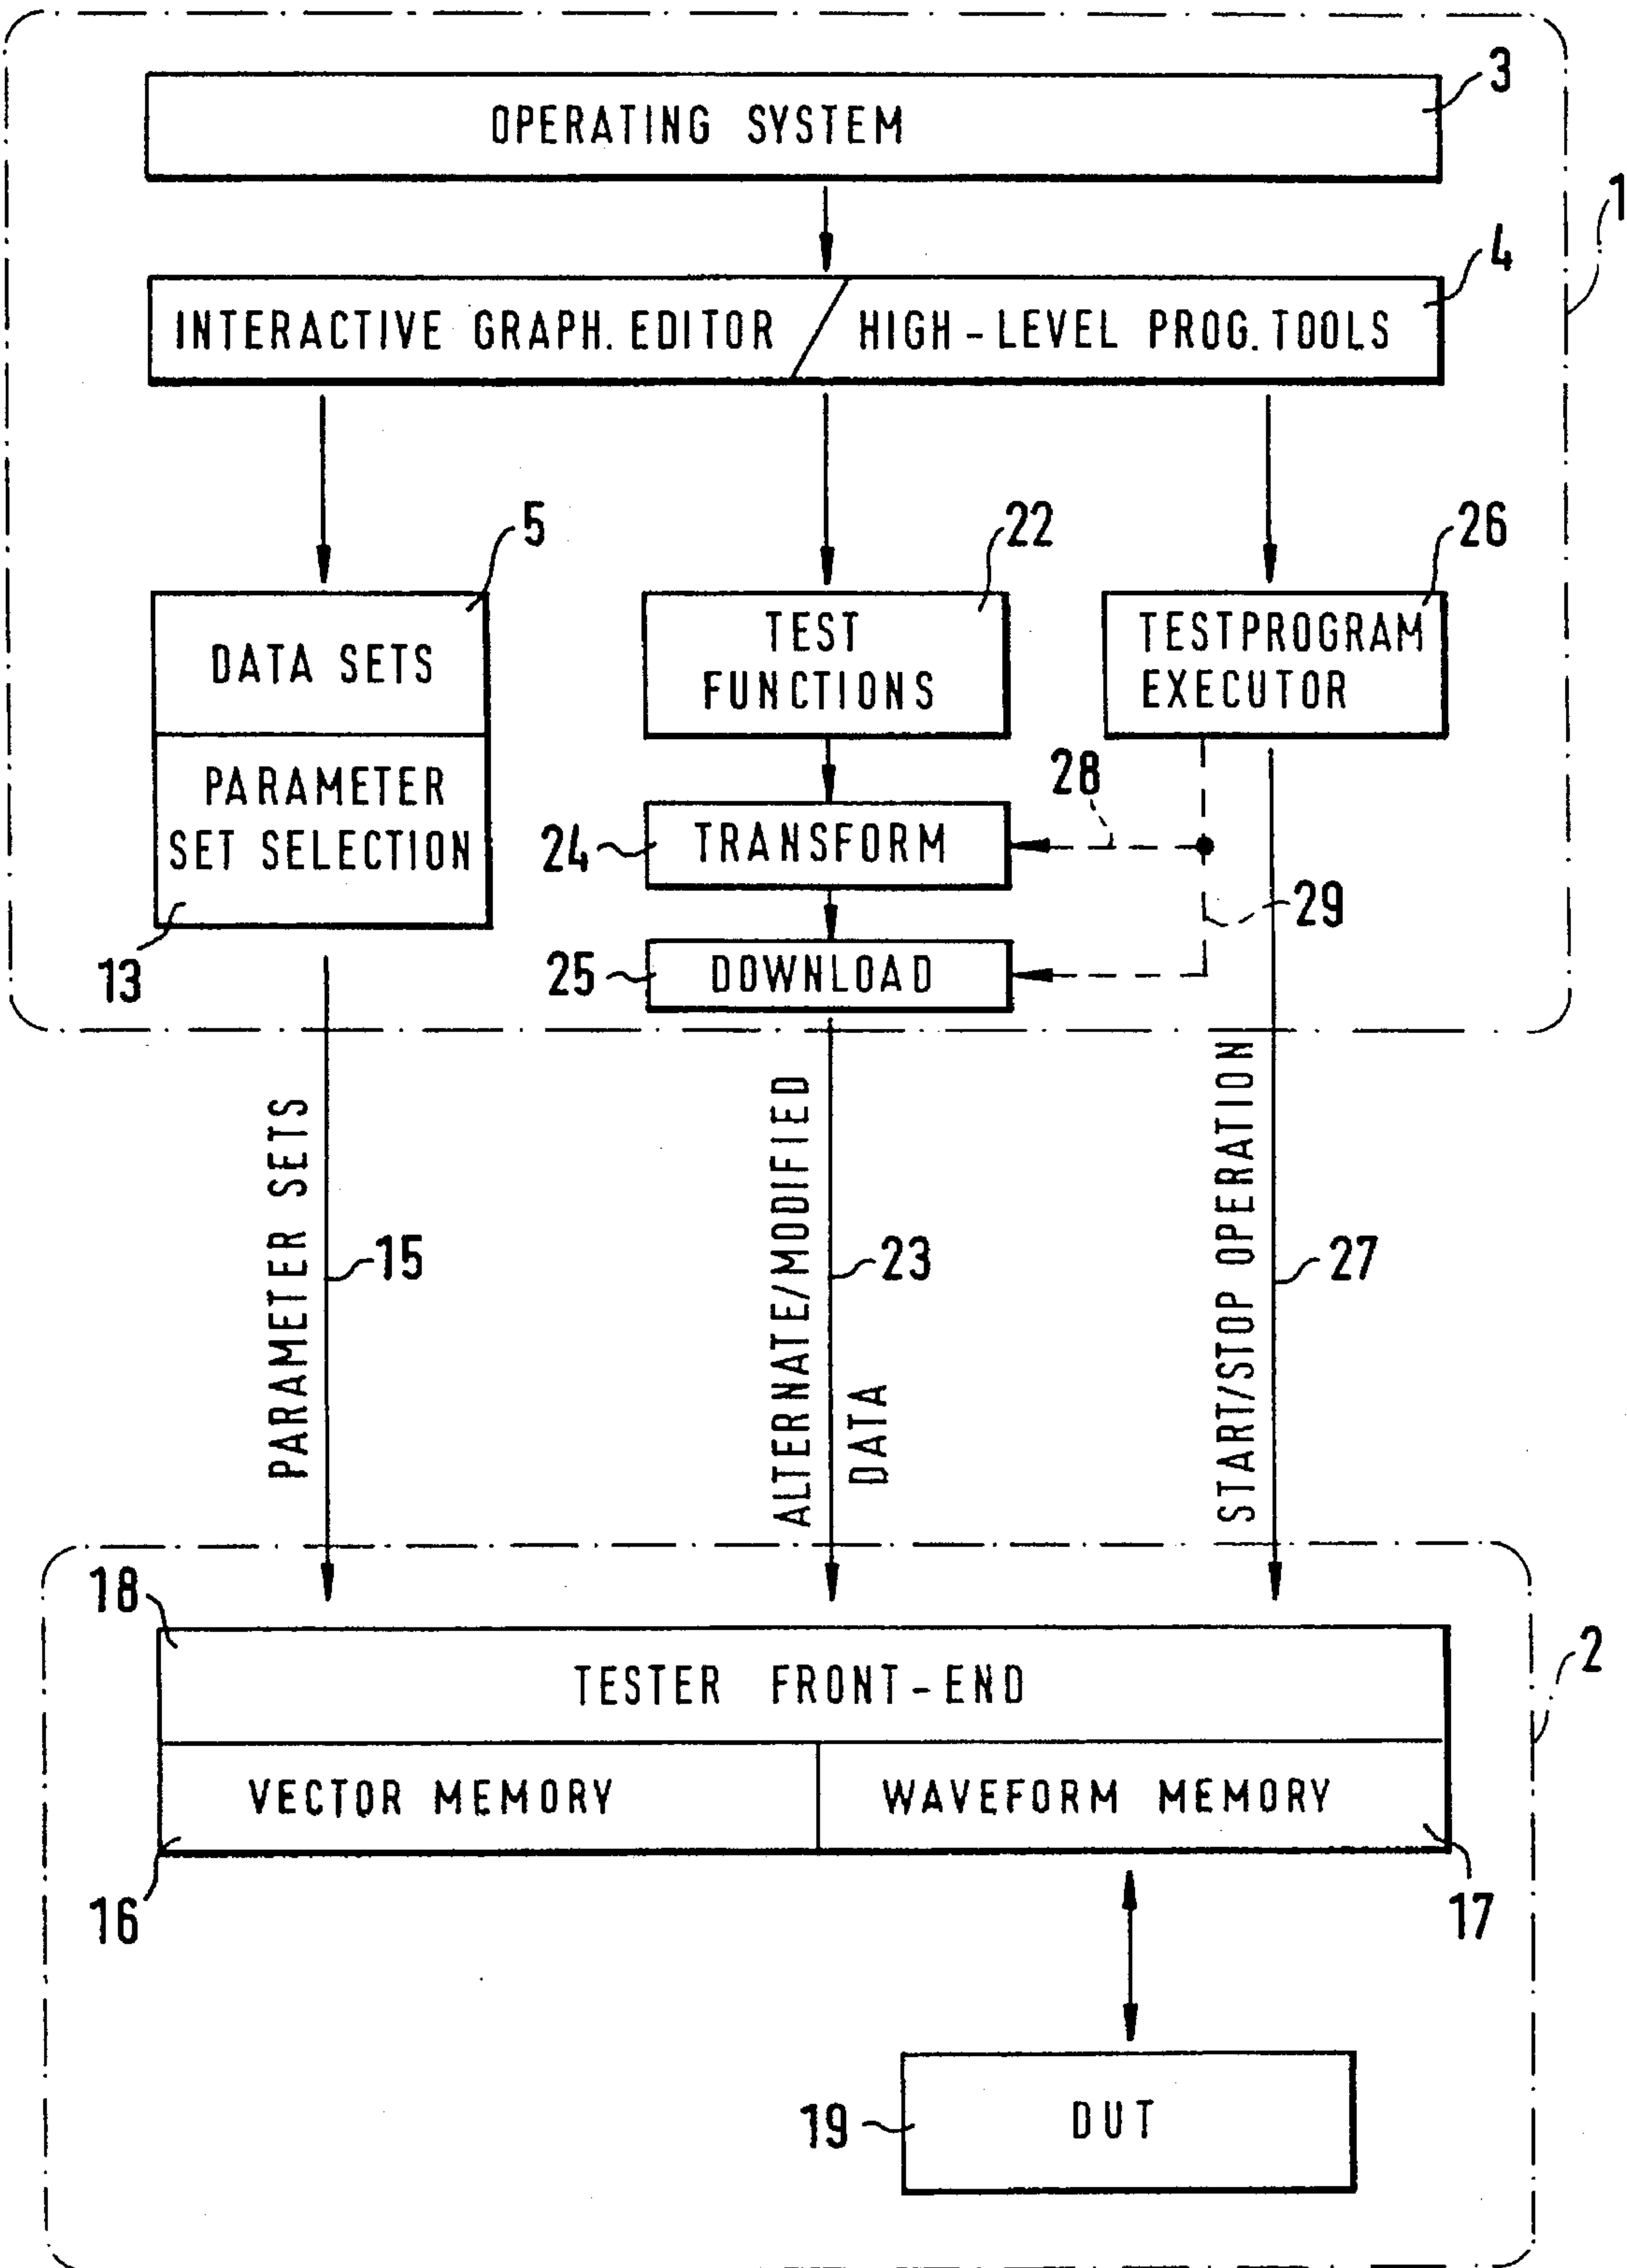 3
OPERATING SYSTEM
1
4
INTERACTIVE GRAPH. EDITOR / HIGH-LEVEL PROG. TOOLS
5
22
26
DATA SETS
TEST
FUNCTIONS
TESTPROGRAM
EXECUTOR
PARAMETER
SET SELECTION
28
24
TRANSFORM
29
13
25
DOWNLOAD
PARAMETER SETS
15
ALTERNATE/MODIFIED
DATA
23
START/STOP OPERATION
27
18
2
TESTER FRONT-END
VECTOR MEMORY
WAVEFORM MEMORY
16
17
19
DUT